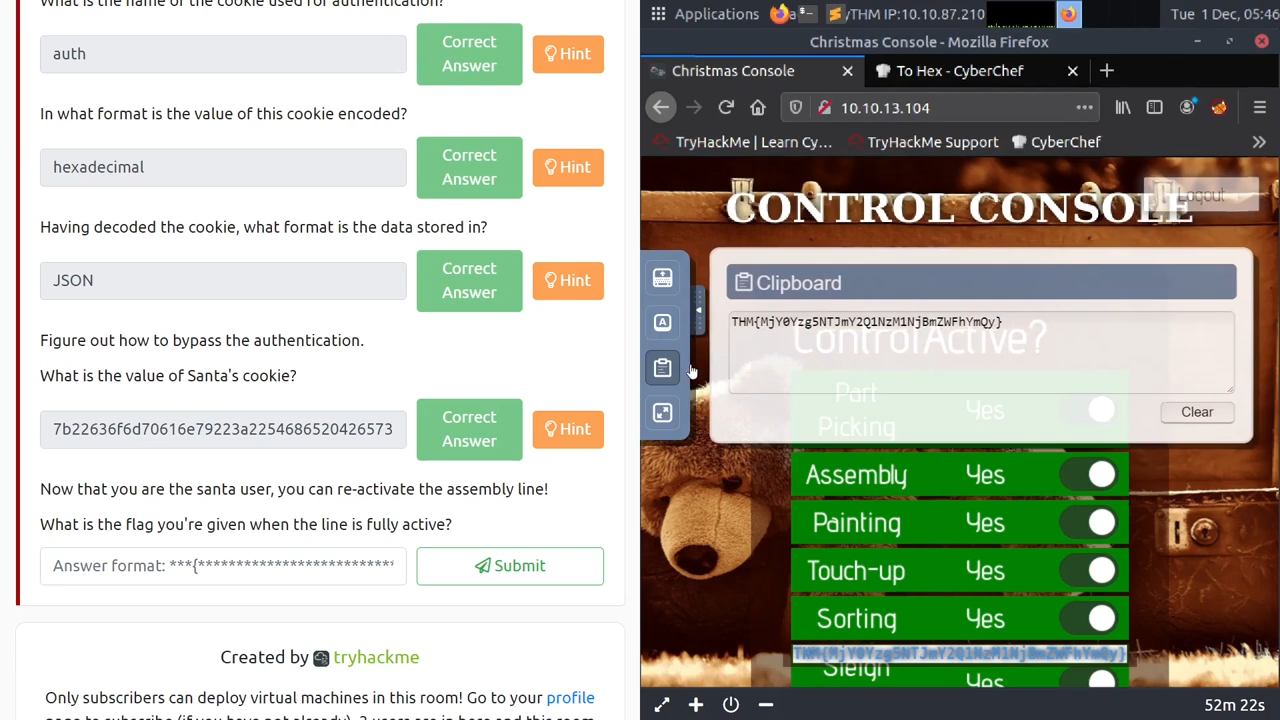 What is the name of the cookie used for authentication?
auth
Correct Answer
Hint
In what format is the value of this cookie encoded?
hexadecimal
Correct Answer
Hint
Having decoded the cookie, what format is the data stored in?
JSON
Correct Answer
Hint
Figure out how to bypass the authentication.
What is the value of Santa's cookie?
7b22636f6d70616e79223a2254686520426573
Correct Answer
Hint
Now that you are the santa user, you can re-activate the assembly line!
What is the flag you're given when the line is fully active?
Answer format: ***{**************************
Submit
Created by tryhackme
Only subscribers can deploy virtual machines in this room! Go to your profile
Applications
THM IP:10.10.87.210
Tue 1 Dec, 05:46
Christmas Console - Mozilla Firefox
Christmas Console
To Hex - CyberChef
10.10.13.104
TryHackMe | Learn Cy...
TryHackMe Support
CyberChef
CONTROL CONSOLE
Logout
Clipboard
THM{MjY0Yzg5NTJmY2Q1NzM1NjBmZWFhYmQy}
Control Active?
Clear
Part Picking Yes
Assembly Yes
Painting Yes
Touch-up Yes
Sorting Yes
THM{MjY0Yzg5NTJmY2Q1NzM1NjBmZWFhYmQy}
Sleigh Yes
52m 22s